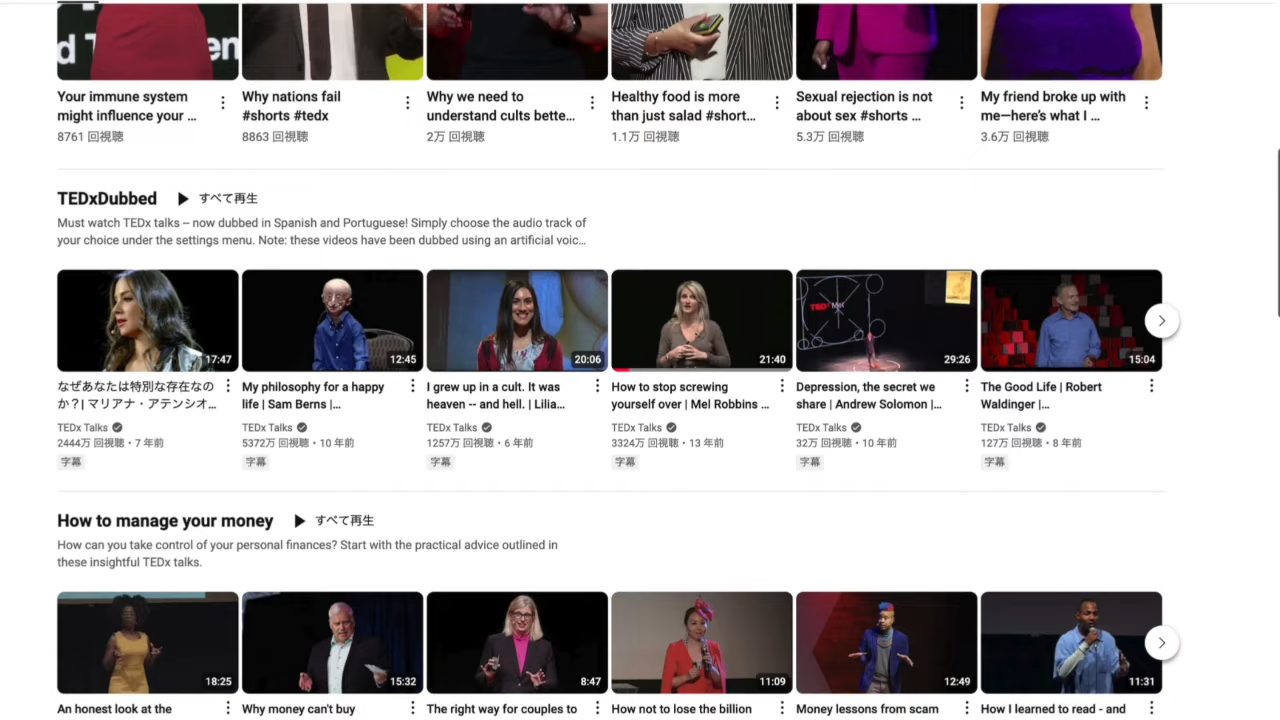 Your immune system
might influence your ...
8761 回視聴
Why nations fail
#shorts #tedx
8863 回視聴
Why we need to
understand cults bette...
2万 回視聴
Healthy food is more
than just salad #short...
1.1万 回視聴
Sexual rejection is not
about sex #shorts ...
5.3万 回視聴
My friend broke up with
me—here's what I ...
3.6万 回視聴
TEDxDubbed
すべて再生
Must watch TEDx talks -- now dubbed in Spanish and Portuguese! Simply choose the audio track of
your choice under the settings menu. Note: these videos have been dubbed using an artificial voic...
17:47
なぜあなたは特別な存在なの
か？| マリアナ・アテンシオ...
TEDx Talks
2444万 回視聴・7 年前
字幕
12:45
My philosophy for a happy
life | Sam Berns |...
TEDx Talks
5372万 回視聴・10 年前
字幕
20:06
I grew up in a cult. It was
heaven -- and hell. | Lilia...
TEDx Talks
1257万 回視聴・6 年前
字幕
21:40
How to stop screwing
yourself over | Mel Robbins ...
TEDx Talks
3324万 回視聴・13 年前
字幕
29:26
Depression, the secret we
share | Andrew Solomon |...
TEDx Talks
32万 回視聴・10 年前
字幕
15:04
The Good Life | Robert
Waldinger |...
TEDx Talks
127万 回視聴・8 年前
字幕
How to manage your money
すべて再生
How can you take control of your personal finances? Start with the practical advice outlined in
these insightful TEDx talks.
18:25
An honest look at the
15:32
Why money can't buy
8:47
The right way for couples to
11:09
How not to lose the billion
12:49
Money lessons from scam
11:31
How I learned to read - and